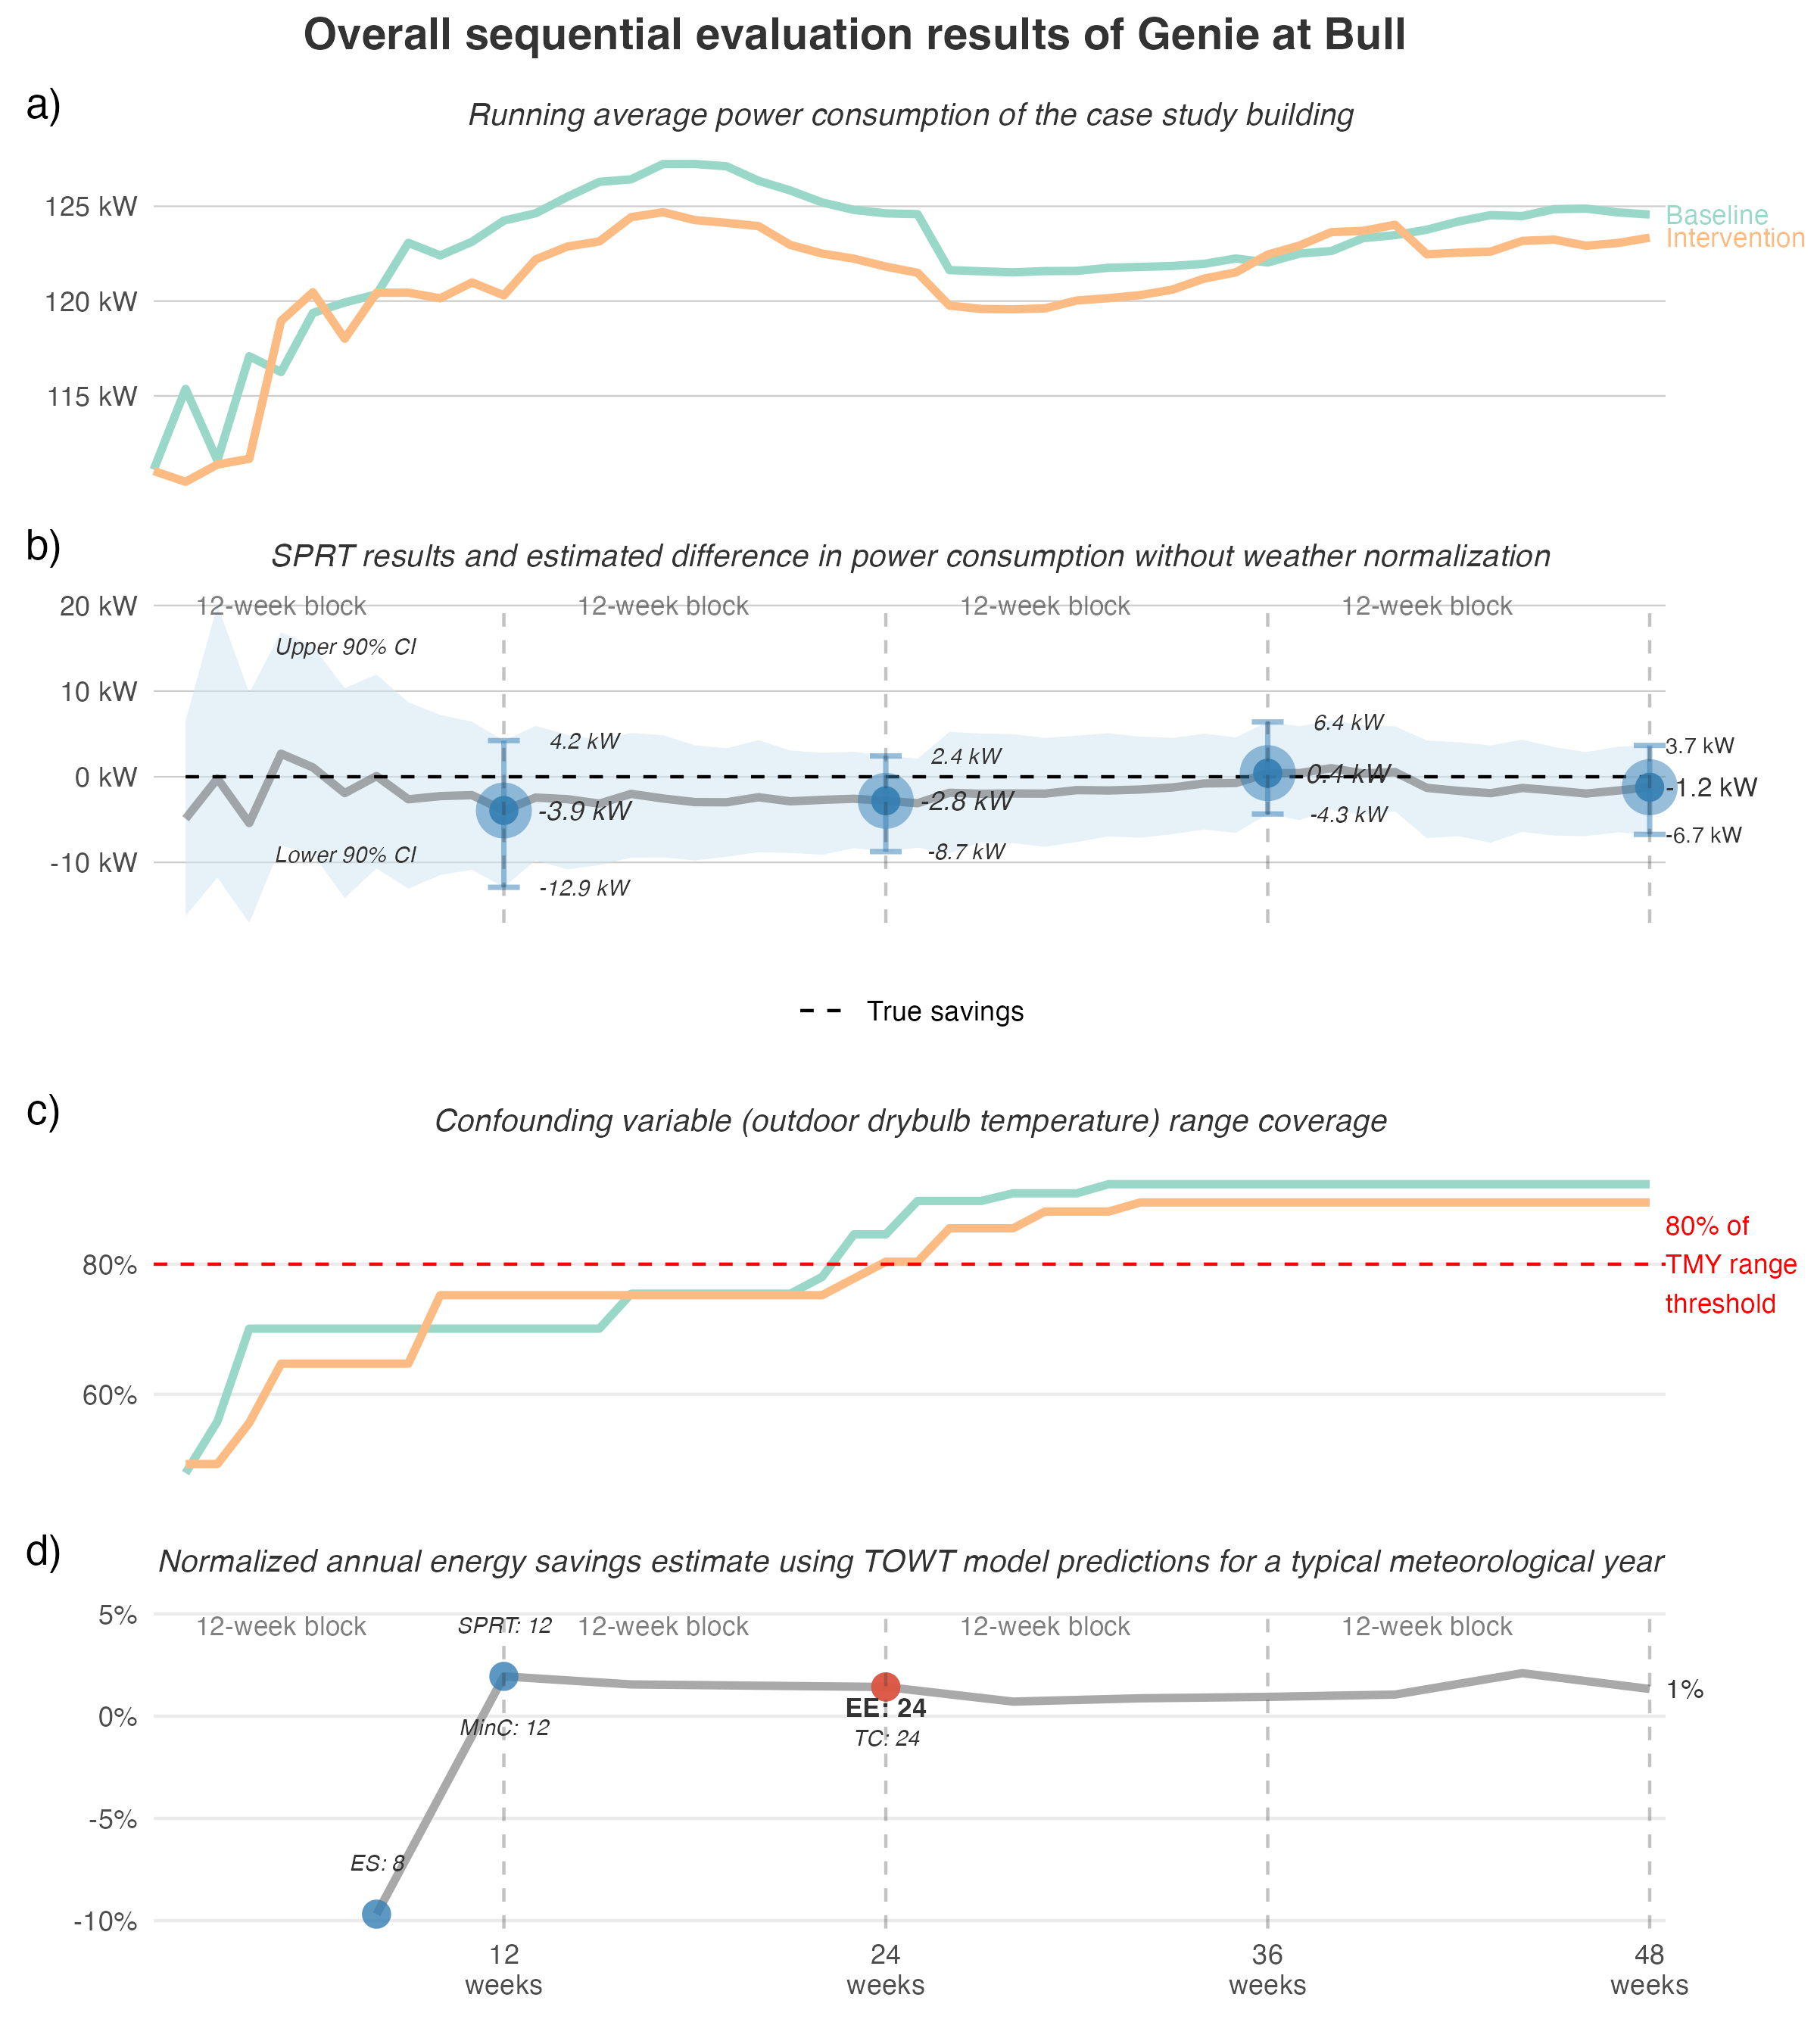 Overall sequential evaluation results of Genie at Bull
a)
Running average power consumption of the case study building
125 kW
120 kW
115 kW
Baseline
Intervention
b)
SPRT results and estimated difference in power consumption without weather normalization
20 kW
10 kW
0 kW
-10 kW
12-week block
12-week block
12-week block
12-week block
Upper 90% CI
Lower 90% CI
4.2 kW
-3.9 kW
-12.9 kW
2.4 kW
-2.8 kW
-8.7 kW
6.4 kW
0.4 kW
-4.3 kW
3.7 kW
-1.2 kW
-6.7 kW
True savings
c)
Confounding variable (outdoor drybulb temperature) range coverage
80%
60%
80% of
TMY range
threshold
d)
Normalized annual energy savings estimate using TOWT model predictions for a typical meteorological year
5%
0%
-5%
-10%
12-week block
12-week block
12-week block
12-week block
SPRT: 12
MinC: 12
ES: 8
EE: 24
TC: 24
1%
12
weeks
24
weeks
36
weeks
48
weeks